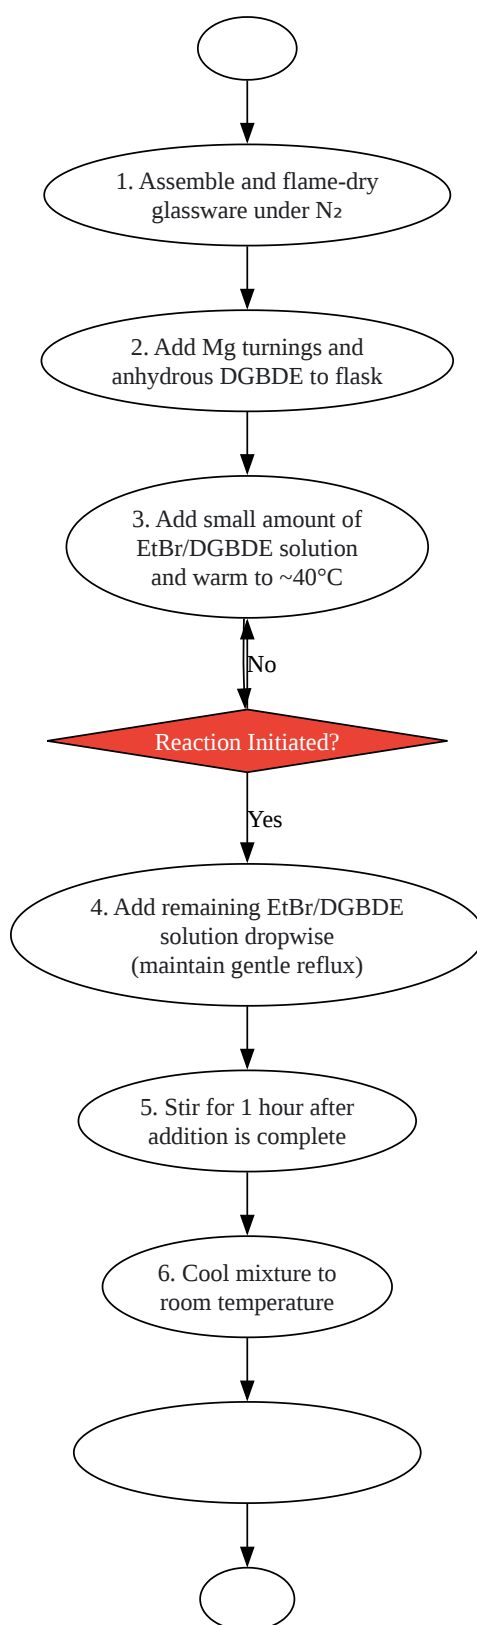 1. Assemble and flame-dry
glassware under N₂
2. Add Mg turnings and
anhydrous DGBDE to flask
3. Add small amount of
EtBr/DGBDE solution
and warm to ~40°C
No
Reaction Initiated?
Yes
4. Add remaining EtBr/DGBDE
solution dropwise
(maintain gentle reflux)
5. Stir for 1 hour after
addition is complete
6. Cool mixture to
room temperature